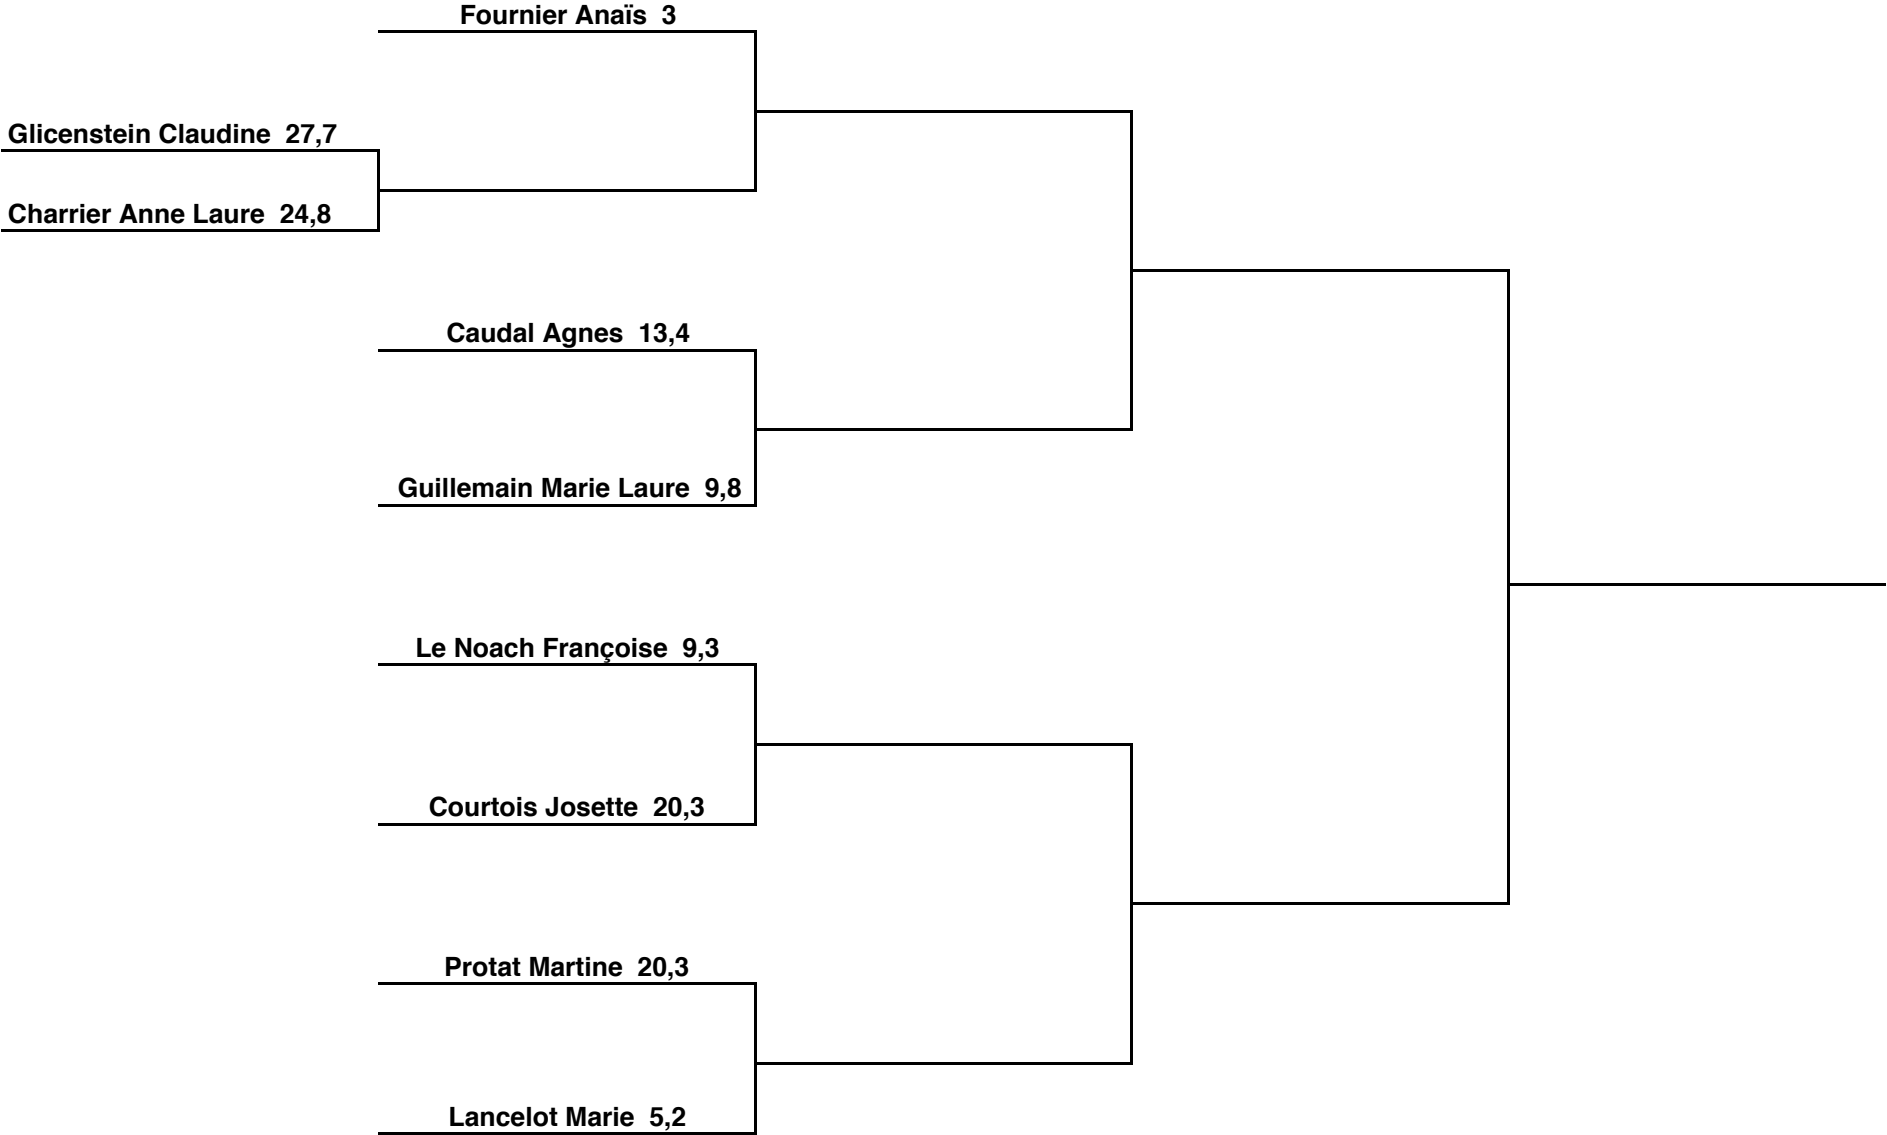 Fournier Anaïs 3
Glicenstein Claudine 27,7
Charrier Anne Laure 24,8
Caudal Agnes 13,4
Guillemain Marie Laure 9,8
Le Noach Françoise 9,3
Courtois Josette 20,3
Protat Martine 20,3
Lancelot Marie 5,2